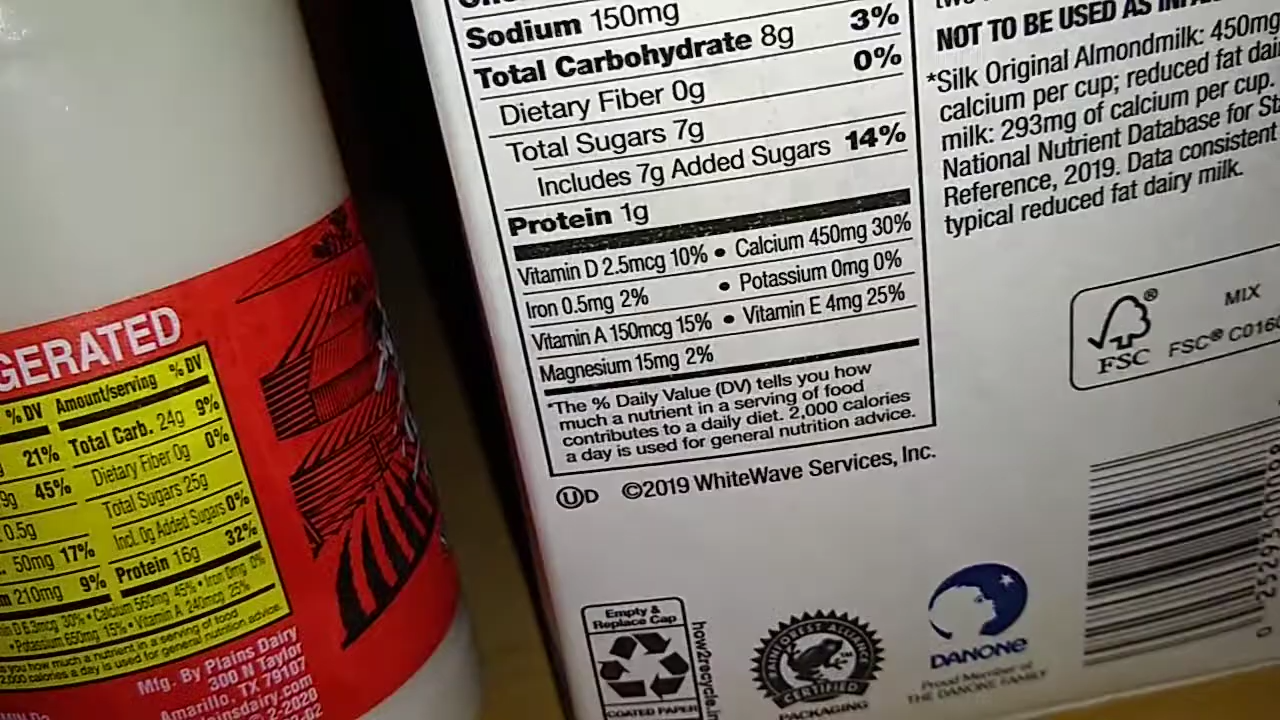 Sodium 150mg 3%
Total Carbohydrate 8g 0%
Dietary Fiber 0g
Total Sugars 7g
Includes 7g Added Sugars 14%
Protein 1g
Vitamin D 2.5mcg 10% • Calcium 450mg 30%
Iron 0.5mg 2% • Potassium 0mg 0%
Vitamin A 150mcg 15% • Vitamin E 4mg 25%
Magnesium 15mg 2%
*The % Daily Value (DV) tells you how
much a nutrient in a serving of food
contributes to a daily diet. 2,000 calories
a day is used for general nutrition advice.
UD ©2019 WhiteWave Services, Inc.
NOT TO BE USED AS
*Silk Original Almondmilk: 450mg
calcium per cup; reduced fat
milk: 293mg of calcium per cup.
National Nutrient Database for
Reference, 2019. Data consistent
typical reduced fat dairy milk.
FSC®
MIX
FSC®
Empty &
Replace Cap
COATED PAPER
how2recycle
RAINFOREST ALLIANCE
CERTIFIED
PACKAGING
DANONE
Proud Member of
THE DANONE FAMILY
GERATED
% DV Amount/serving % DV
21% Total Carb. 24g 9%
9g 45% Dietary Fiber 0g 0%
0.5g Total Sugars 25g
Incl. 0g Added Sugars 0%
50mg 17% Protein 16g 32%
210mg 9%
D 6.3mcg 30% • Calcium 560mg 45% • Iron 0mg 0%
• Potassium 660mg 15% • Vitamin A 240mcg 25%
you how much a nutrient in a serving of food
2,000 calories a day is used for general nutrition advice.
Mfg. By Plains Dairy
300 N Taylor
Amarillo, TX 79107
ainsdairy.com
2-2020